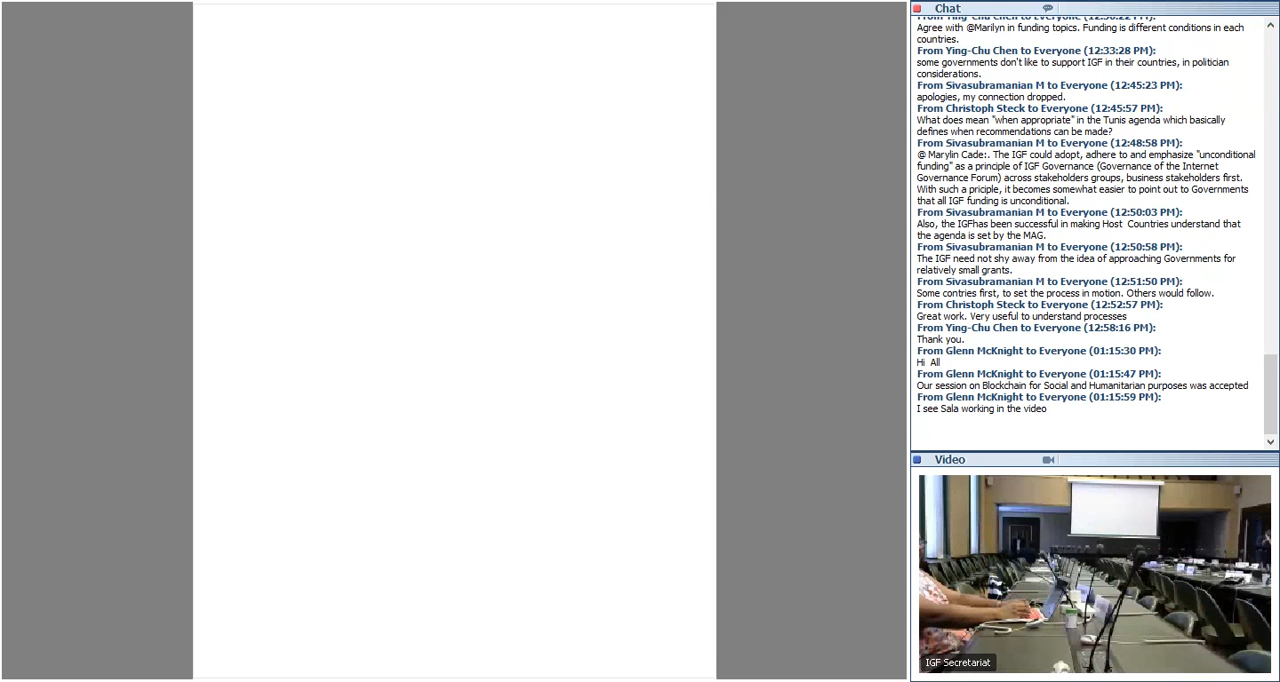 Chat
From Ying-Chu Chen to Everyone (12:30:22 PM):
Agree with @Marilyn in funding topics. Funding is different conditions in each
countries.
From Ying-Chu Chen to Everyone (12:33:28 PM):
some governments don't like to support IGF in their countries, in politician
considerations.
From Sivasubramanian M to Everyone (12:45:23 PM):
apologies, my connection dropped.
From Christoph Steck to Everyone (12:45:57 PM):
What does mean "when appropriate" in the Tunis agenda which basically
defines when recommendations can be made?
From Sivasubramanian M to Everyone (12:48:58 PM):
@ Marylin Cade:. The IGF could adopt, adhere to and emphasize "unconditional
funding" as a principle of IGF Governance (Governance of the Internet
Governance Forum) across stakeholders groups, business stakeholders first.
With such a priciple, it becomes somewhat easier to point out to Governments
that all IGF funding is unconditional.
From Sivasubramanian M to Everyone (12:50:03 PM):
Also, the IGFhas been successful in making Host Countries understand that
the agenda is set by the MAG.
From Sivasubramanian M to Everyone (12:50:58 PM):
The IGF need not shy away from the idea of approaching Governments for
relatively small grants.
From Sivasubramanian M to Everyone (12:51:50 PM):
Some contries first, to set the process in motion. Others would follow.
From Christoph Steck to Everyone (12:52:57 PM):
Great work. Very useful to understand processes
From Ying-Chu Chen to Everyone (12:58:16 PM):
Thank you.
From Glenn McKnight to Everyone (01:15:30 PM):
Hi All
From Glenn McKnight to Everyone (01:15:47 PM):
Our session on Blockchain for Social and Humanitarian purposes was accepted
From Glenn McKnight to Everyone (01:15:59 PM):
I see Sala working in the video
Video
IGF Secretariat